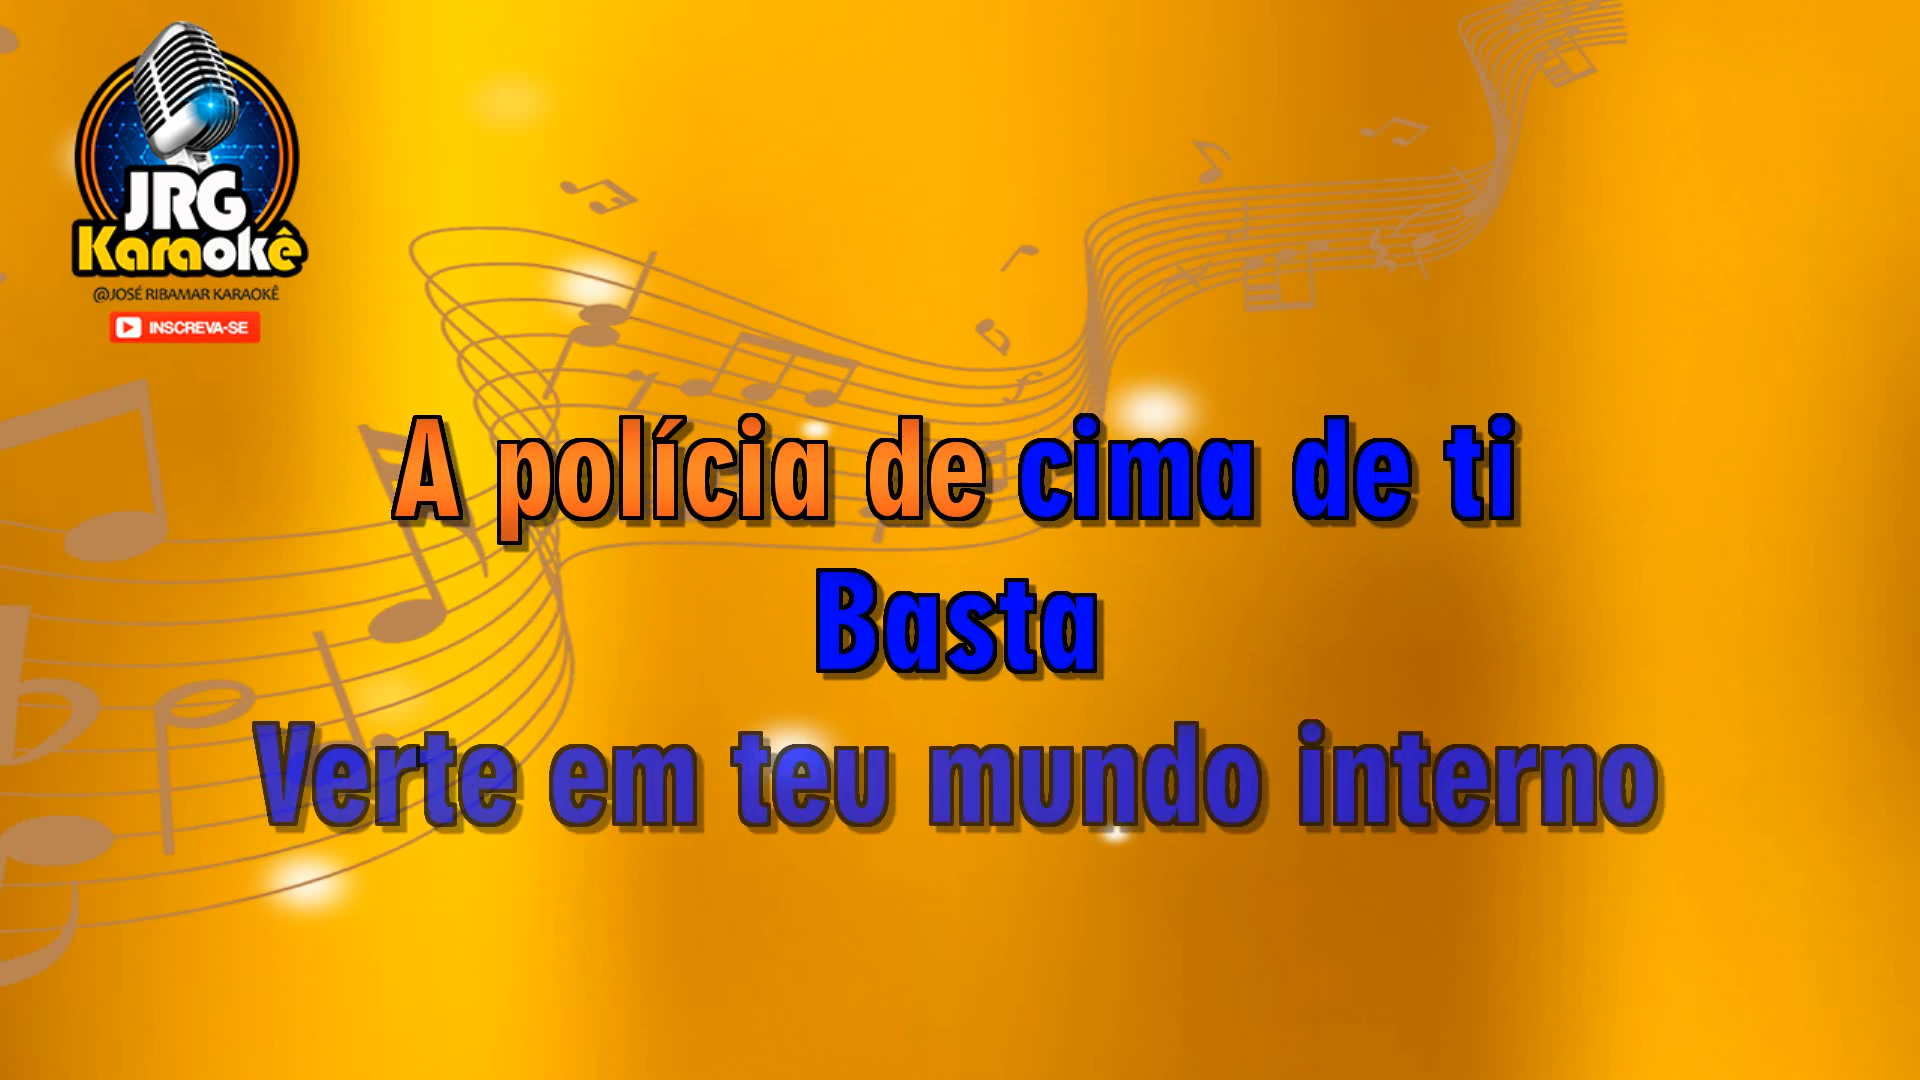 JRG
Karaokê
@JOSÉ RIBAMAR KARAOKÊ
INSCREVA-SE
A polícia de cima de ti
Basta
Verte em teu mundo interno